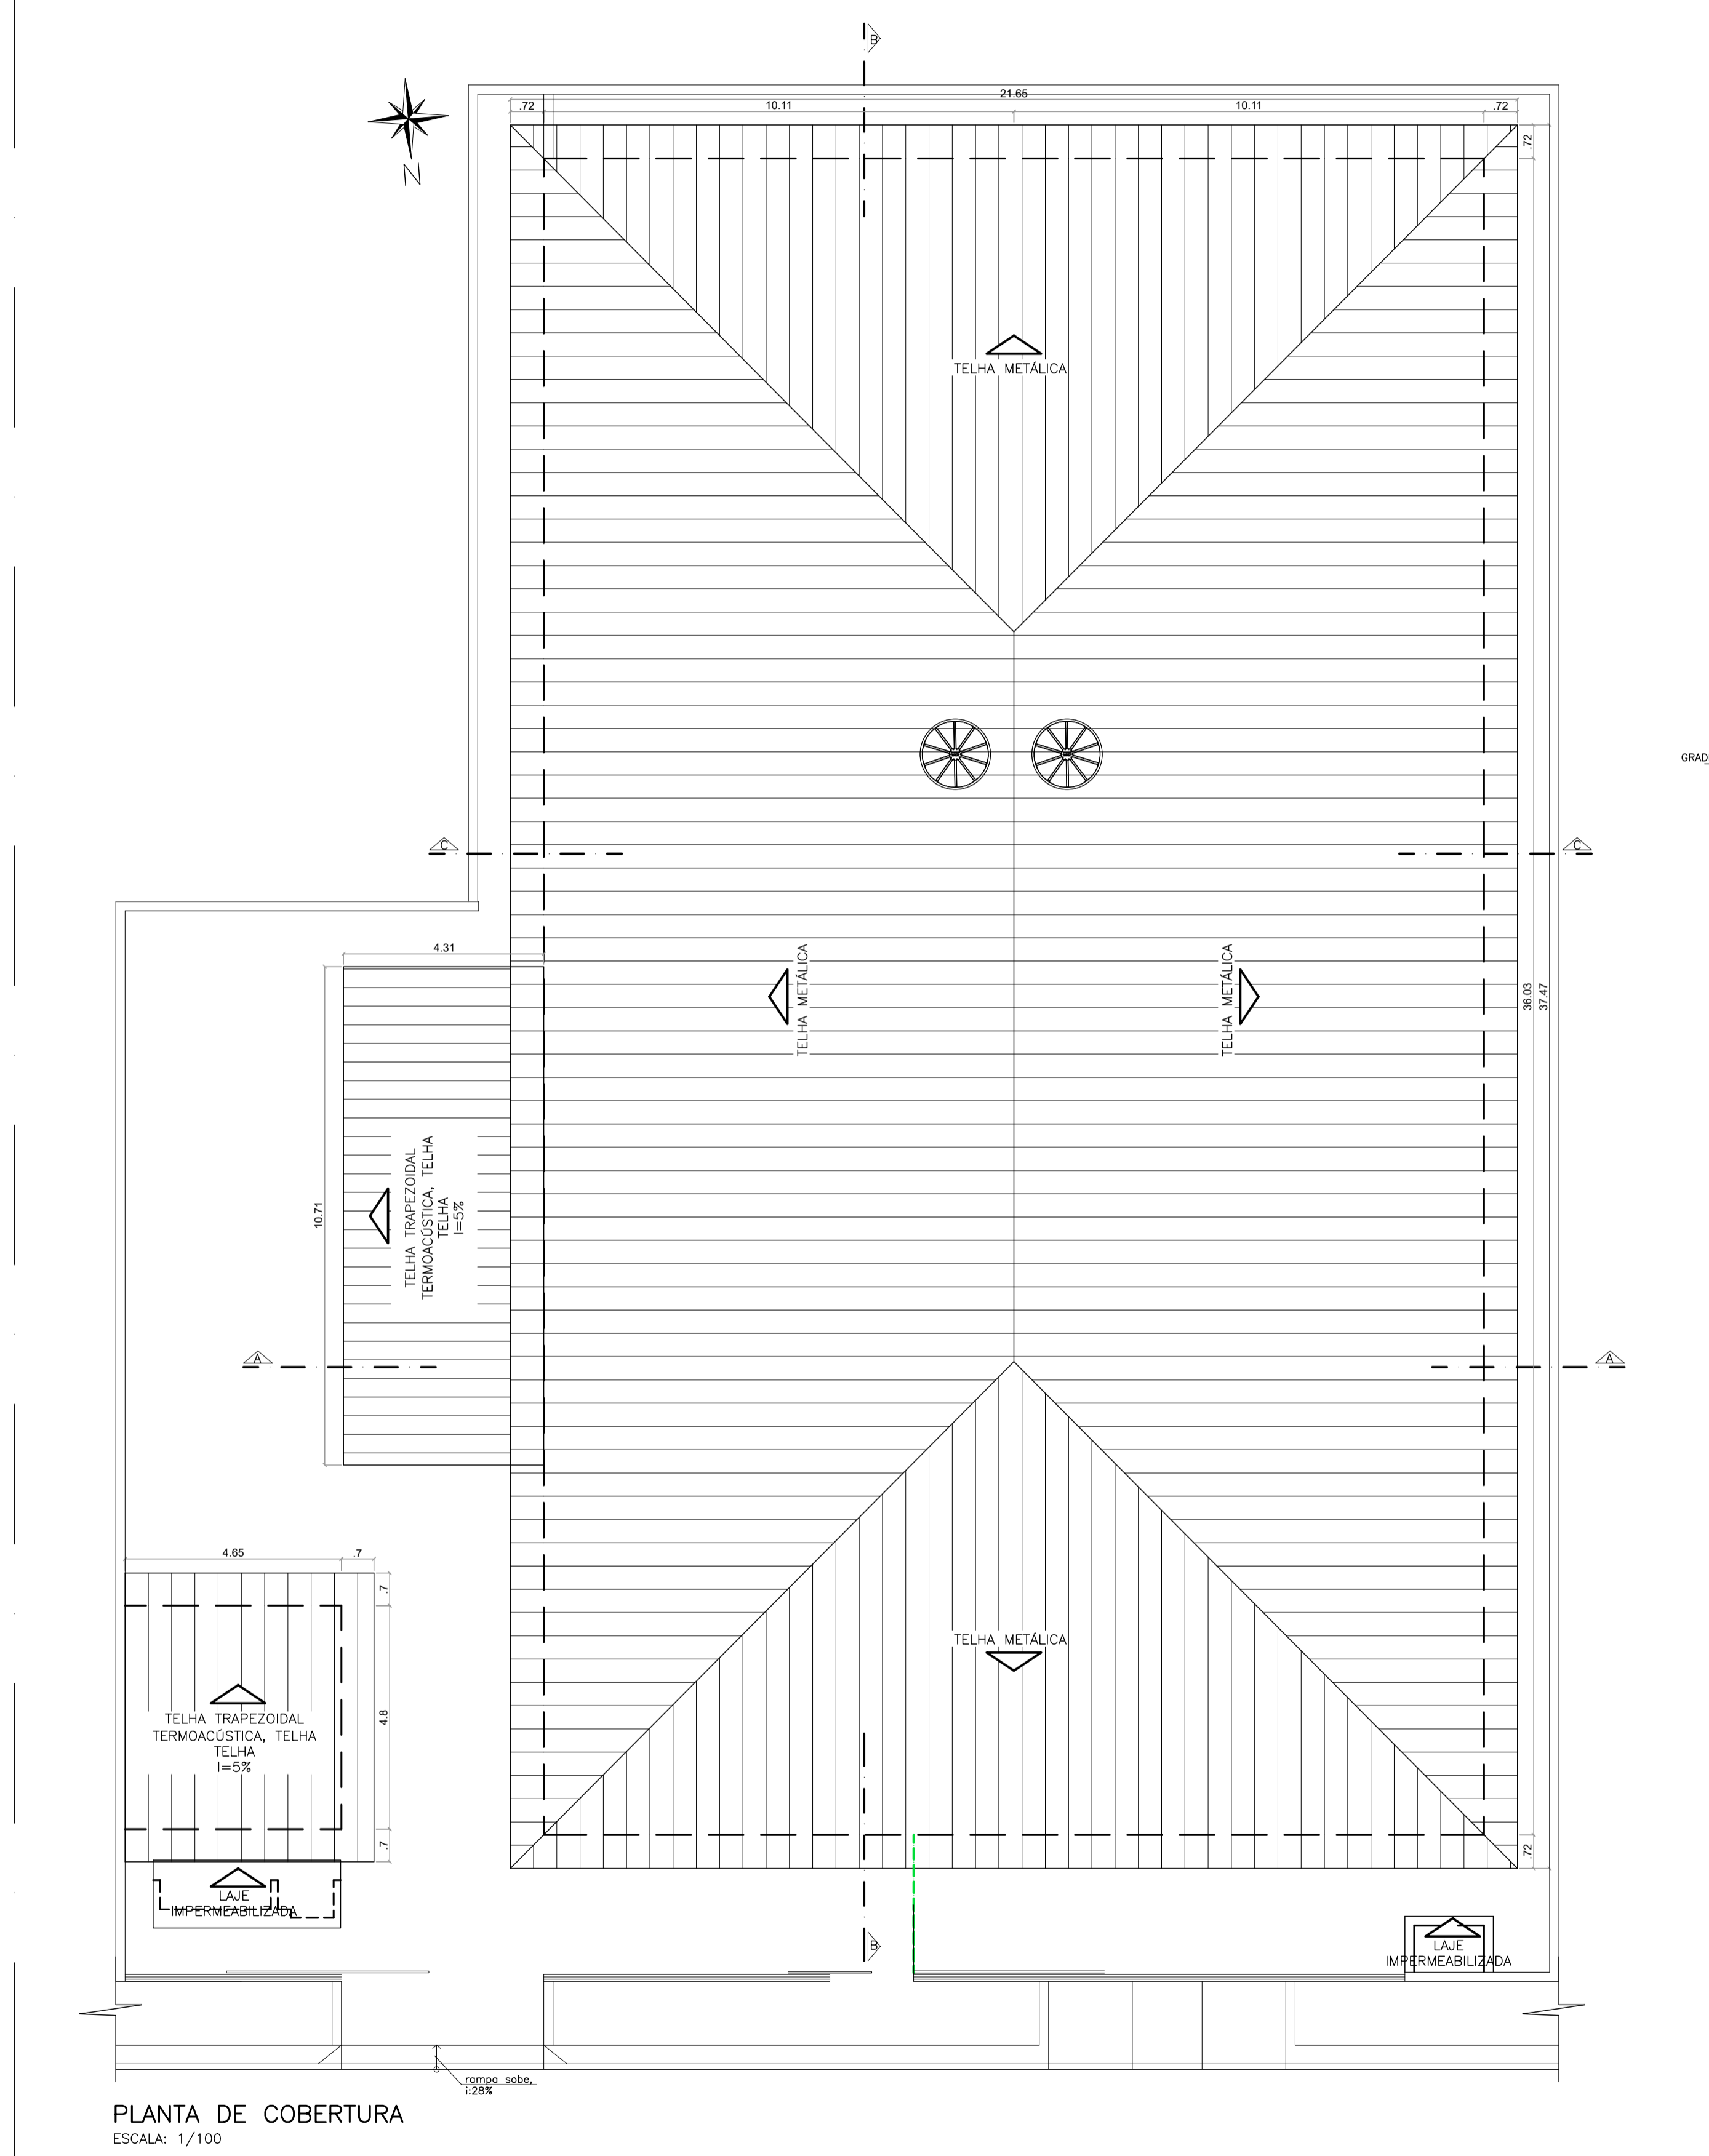 B
21.65
.72
10.11
10.11
.72
N
.72
TELHA METÁLICA
GRAD
C
C
4.31
TELHA METÁLICA
TELHA METÁLICA
36.03
37.47
10.71
TELHA TRAPEZOIDAL
TERMOACÚSTICA, TELHA
TELHA
I=5%
A
A
4.65
.7
.7
TELHA METÁLICA
4.8
TELHA TRAPEZOIDAL
TERMOACÚSTICA, TELHA
TELHA
I=5%
.7
.72
LAJE
IMPERMEABILIZADA
B
LAJE
IMPERMEABILIZADA
rampa sobe,
i:28%
PLANTA DE COBERTURA
ESCALA: 1/100